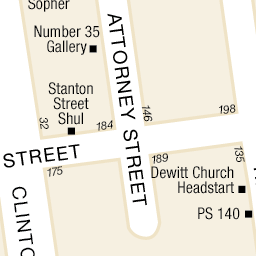 Sopher
Number 35
Gallery
ATTORNEY STREET
Stanton
Street
Shul
32
184
146
198
STREET
175
189
135
Dewitt Church
Headstart
PS 140
CLINTO